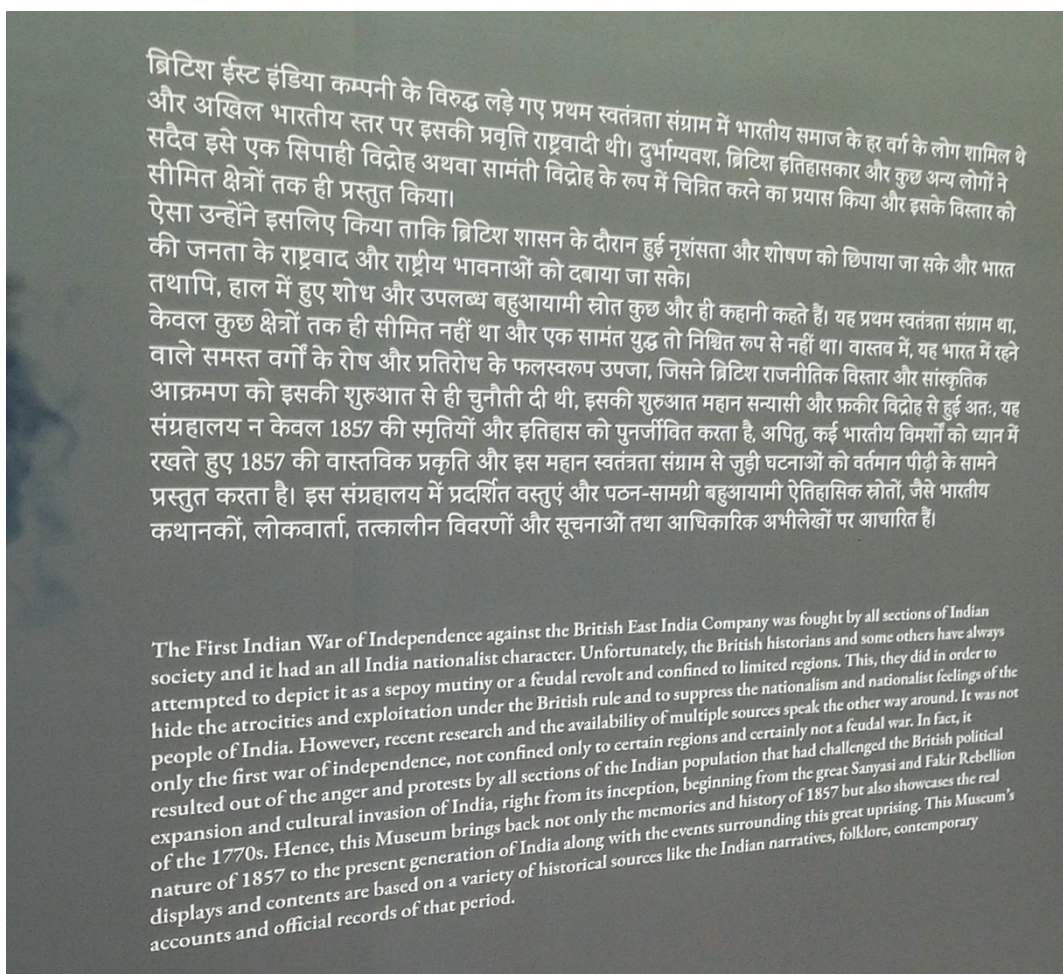 ब्रिटिश ईस्ट इंडिया कम्पनी के विरुद्ध लड़े गए प्रथम स्वतंत्रता संग्राम में भारतीय समाज के हर वर्ग के लोग शामिल थे
और अखिल भारतीय स्तर पर इसकी प्रवृत्ति राष्ट्रवादी थी। दुर्भाग्यवश, ब्रिटिश इतिहासकार और कुछ अन्य लोगों ने
सदैव इसे एक सिपाही विद्रोह अथवा सामंती विद्रोह के रूप में चित्रित करने का प्रयास किया और इसके विस्तार को
सीमित क्षेत्रों तक ही प्रस्तुत किया।
ऐसा उन्होंने इसलिए किया ताकि ब्रिटिश शासन के दौरान हुई नृशंसता और शोषण को छिपाया जा सके और भारत
की जनता के राष्ट्रवाद और राष्ट्रीय भावनाओं को दबाया जा सके।
तथापि, हाल में हुए शोध और उपलब्ध बहुआयामी स्रोत कुछ और ही कहानी कहते हैं। यह प्रथम स्वतंत्रता संग्राम था,
केवल कुछ क्षेत्रों तक ही सीमित नहीं था और एक सामंत युद्ध तो निश्चित रूप से नहीं था। वास्तव में, यह भारत में रहने
वाले समस्त वर्गों के रोष और प्रतिरोध के फलस्वरूप उपजा, जिसने ब्रिटिश राजनीतिक विस्तार और सांस्कृतिक
आक्रमण को इसकी शुरुआत से ही चुनौती दी थी, इसकी शुरुआत महान सन्यासी और फ़कीर विद्रोह से हुई अतः, यह
संग्रहालय न केवल 1857 की स्मृतियों और इतिहास को पुनर्जीवित करता है, अपितु, कई भारतीय विमर्शों को ध्यान में
रखते हुए 1857 की वास्तविक प्रकृति और इस महान स्वतंत्रता संग्राम से जुड़ी घटनाओं को वर्तमान पीढ़ी के सामने
प्रस्तुत करता है। इस संग्रहालय में प्रदर्शित वस्तुएं और पठन-सामग्री बहुआयामी ऐतिहासिक स्रोतों, जैसे भारतीय
कथानकों, लोकवार्ता, तत्कालीन विवरणों और सूचनाओं तथा आधिकारिक अभीलेखों पर आधारित हैं।
The First Indian War of Independence against the British East India Company was fought by all sections of Indian
society and it had an all India nationalist character. Unfortunately, the British historians and some others have always
attempted to depict it as a sepoy mutiny or a feudal revolt and confined to limited regions. This, they did in order to
hide the atrocities and exploitation under the British rule and to suppress the nationalism and nationalist feelings of the
people of India. However, recent research and the availability of multiple sources speak the other way around. It was not
only the first war of independence, not confined only to certain regions and certainly not a feudal war. In fact, it
resulted out of the anger and protests by all sections of the Indian population that had challenged the British political
expansion and cultural invasion of India, right from its inception, beginning from the great Sanyasi and Fakir Rebellion
of the 1770s. Hence, this Museum brings back not only the memories and history of 1857 but also showcases the real
nature of 1857 to the present generation of India along with the events surrounding this great uprising. This Museum's
displays and contents are based on a variety of historical sources like the Indian narratives, folklore, contemporary
accounts and official records of that period.